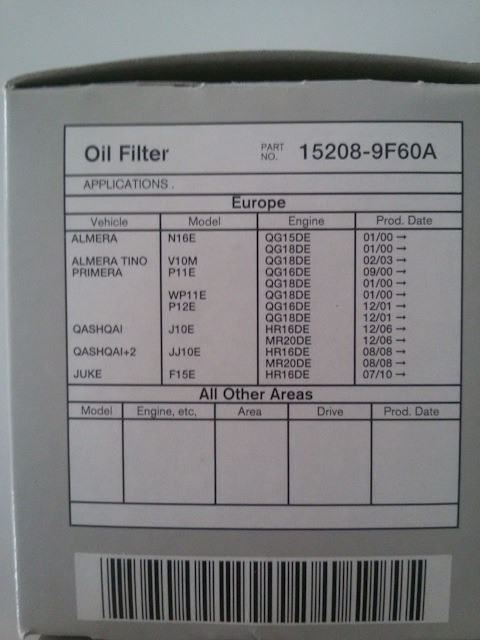 Oil Filter PART NO. 15208-9F60A
APPLICATIONS .
Europe
Vehicle Model Engine Prod. Date
ALMERA N16E QG15DE 01/00 →
QG18DE 01/00 →
ALMERA TINO V10M QG18DE 02/03 →
PRIMERA P11E QG16DE 09/00 →
QG18DE 01/00 →
WP11E QG18DE 01/00 →
P12E QG16DE 12/01 →
QG18DE 12/01 →
QASHQAI J10E HR16DE 12/06 →
MR20DE 12/06 →
QASHQAI+2 JJ10E HR16DE 08/08 →
MR20DE 08/08 →
JUKE F15E HR16DE 07/10 →
All Other Areas
Model Engine, etc, Area Drive Prod. Date